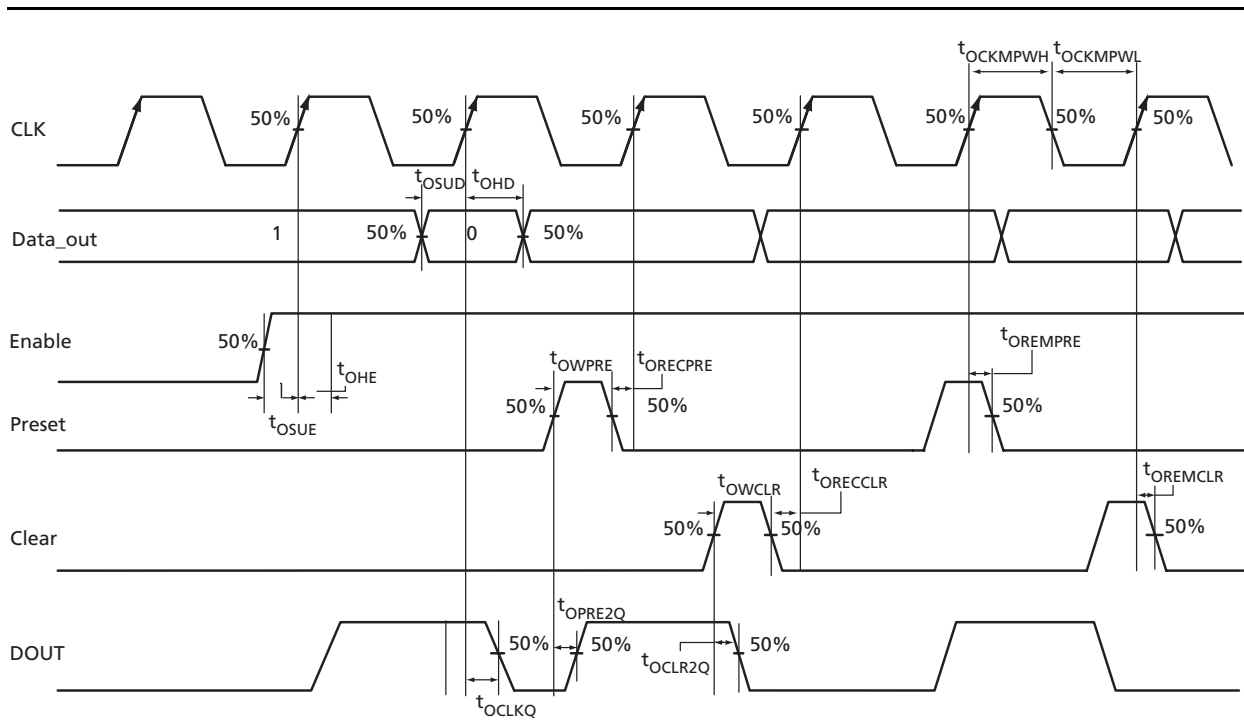 tOCKMPWH tOCKMPWL
CLK 50% 50% 50% 50% 50% 50% 50%
tOSUD tOHD
Data_out 1 50% 0 50%
Enable 50%
tOHE
tOSUE
tOWPRE tORECPRE tOREMPRE
Preset 50% 50% 50%
tOWCLR tORECCLR tOREMCLR
Clear 50% 50% 50%
tOPRE2Q
DOUT 50% 50% 50%
tOCLR2Q
tOCLKQ